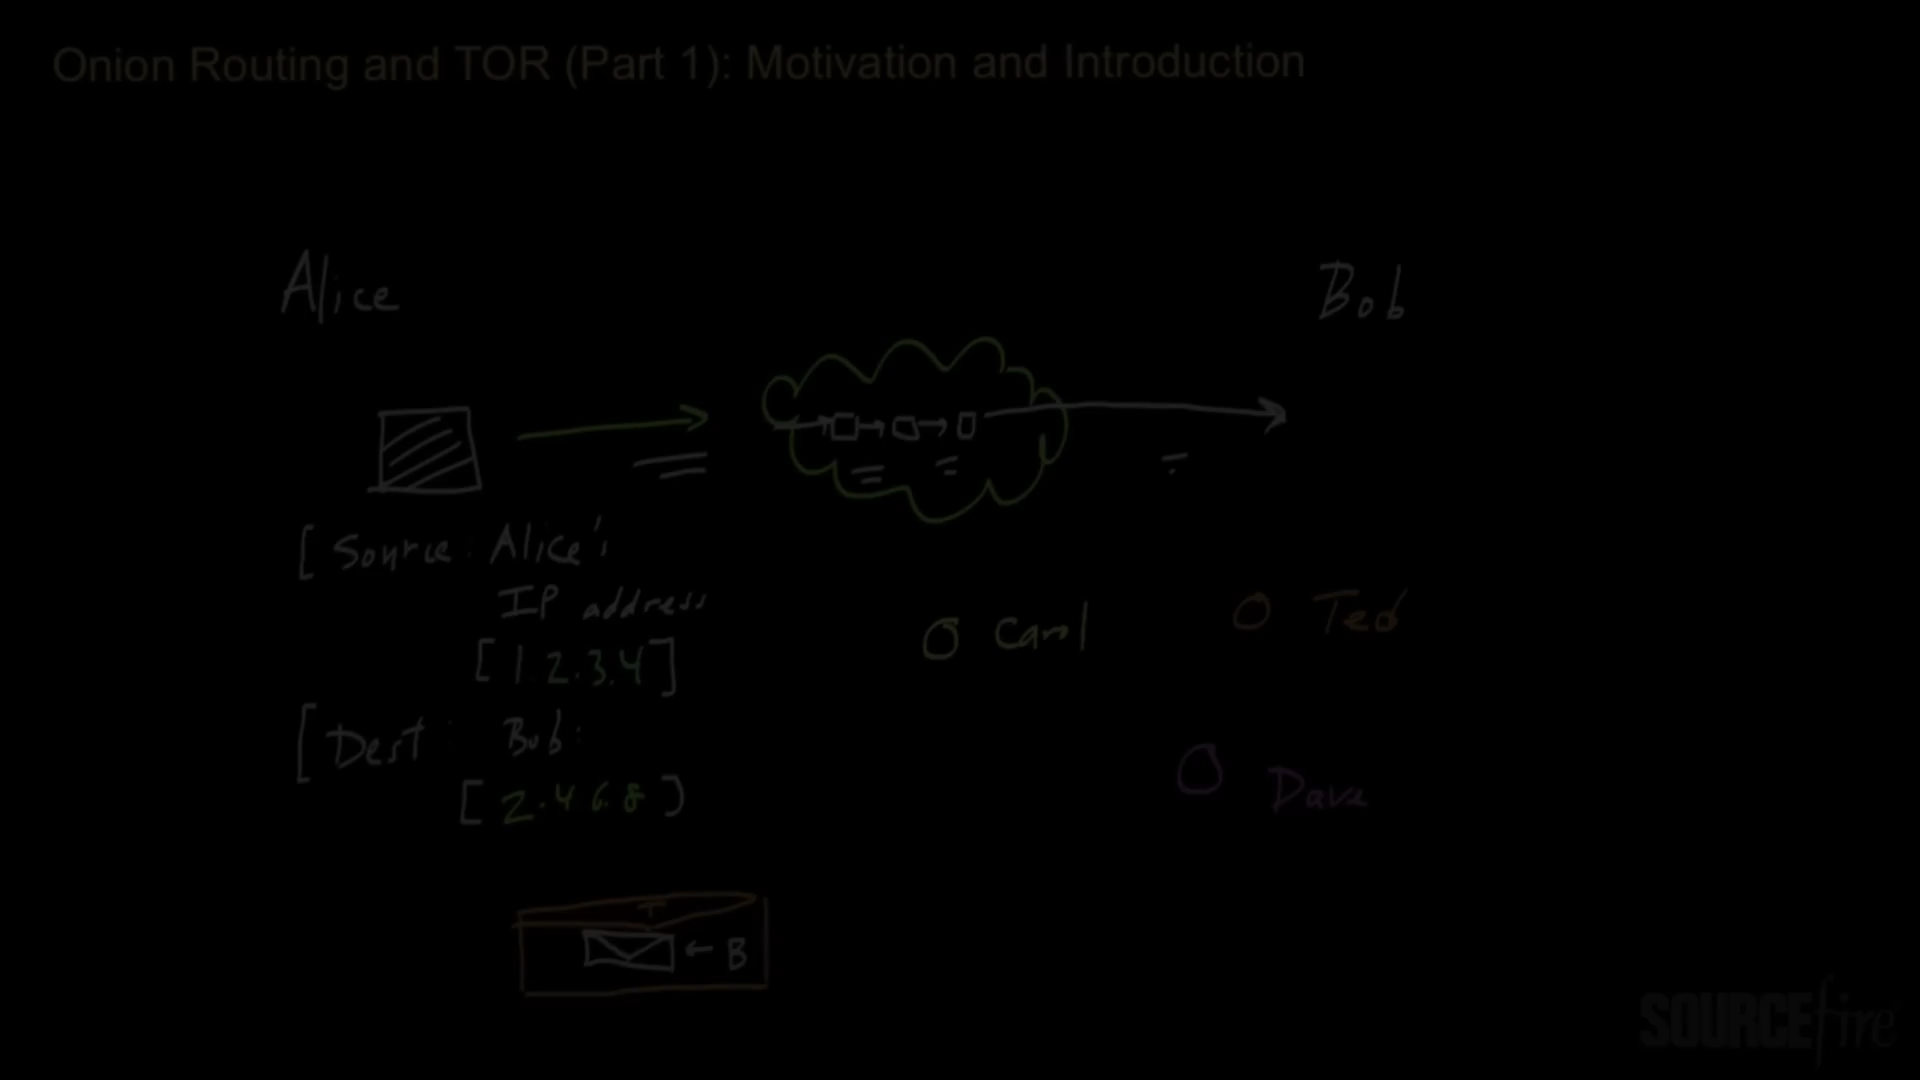 Onion Routing and TOR (Part 1): Motivation and Introduction
Alice
Bob
[ Source: Alice's
IP address
[1.2.3.4]
[ Dest: Bob:
[2.4.6.8]
Carol
Ted
Dave
T
← B
SOURCEfire